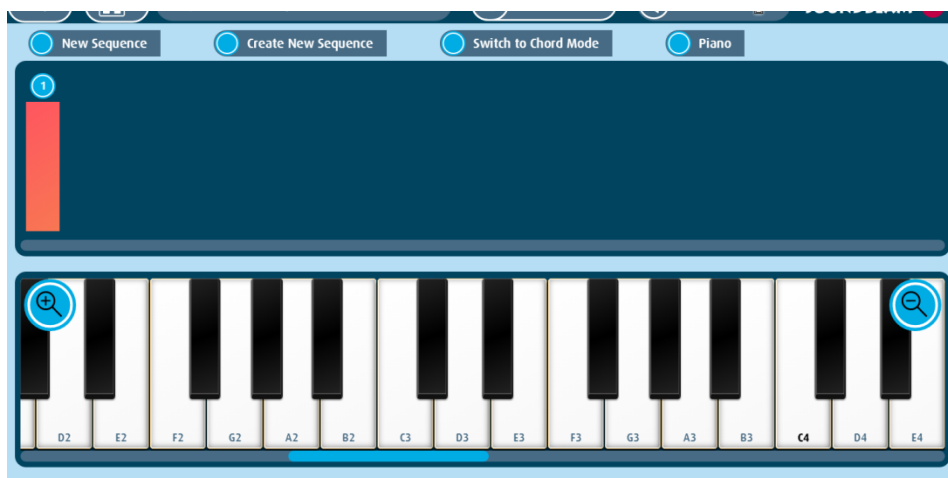 SOUNDBEAM
New Sequence
Create New Sequence
Switch to Chord Mode
Piano
1
D2 E2 F2 G2 A2 B2 C3 D3 E3 F3 G3 A3 B3 C4 D4 E4